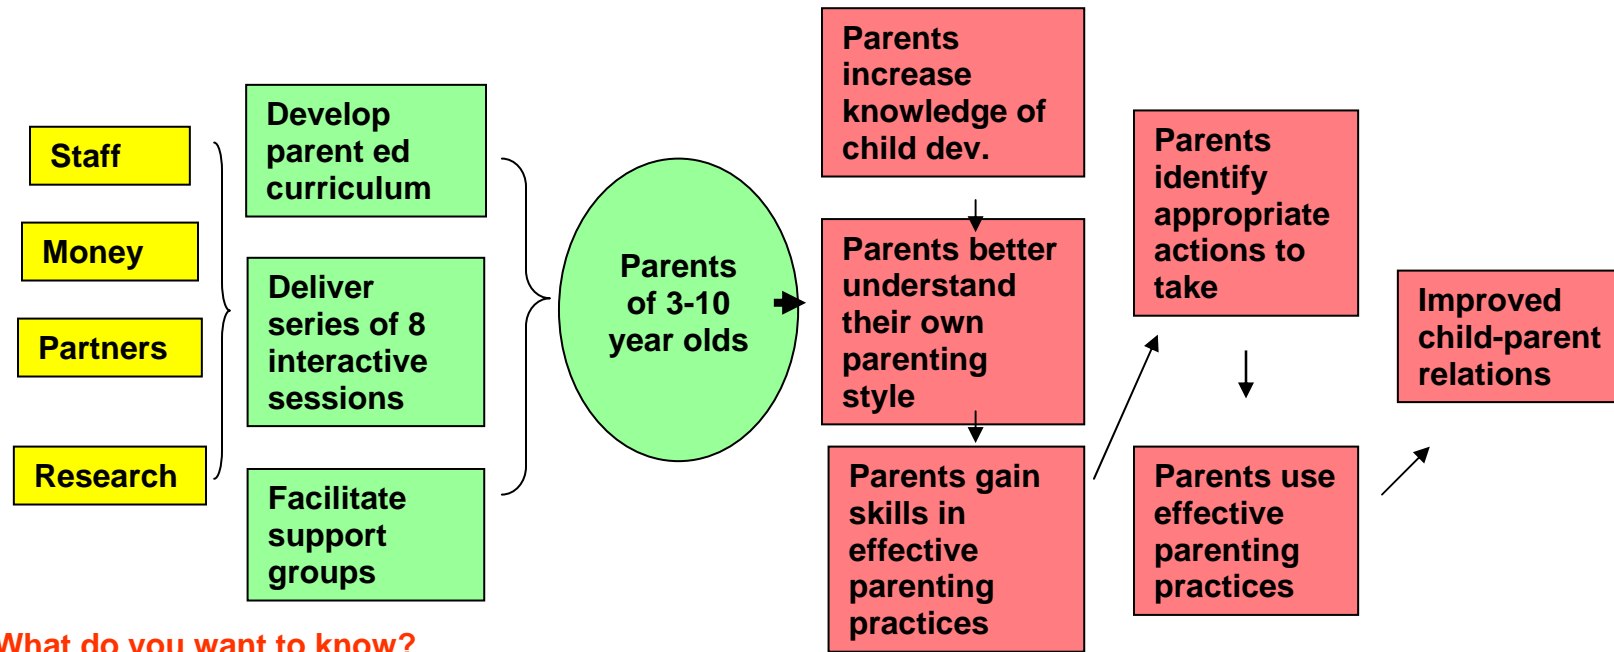 Staff
Money
Partners
Research
Develop
parent ed
curriculum
Deliver
series of 8
interactive
sessions
Facilitate
support
groups
Parents
of 3-10
year olds
Parents
increase
knowledge of
child dev.
Parents better
understand
their own
parenting
style
Parents gain
skills in
effective
parenting
practices
Parents
identify
appropriate
actions to
take
Parents use
effective
parenting
practices
Improved
child-parent
relations
What do you want to know?